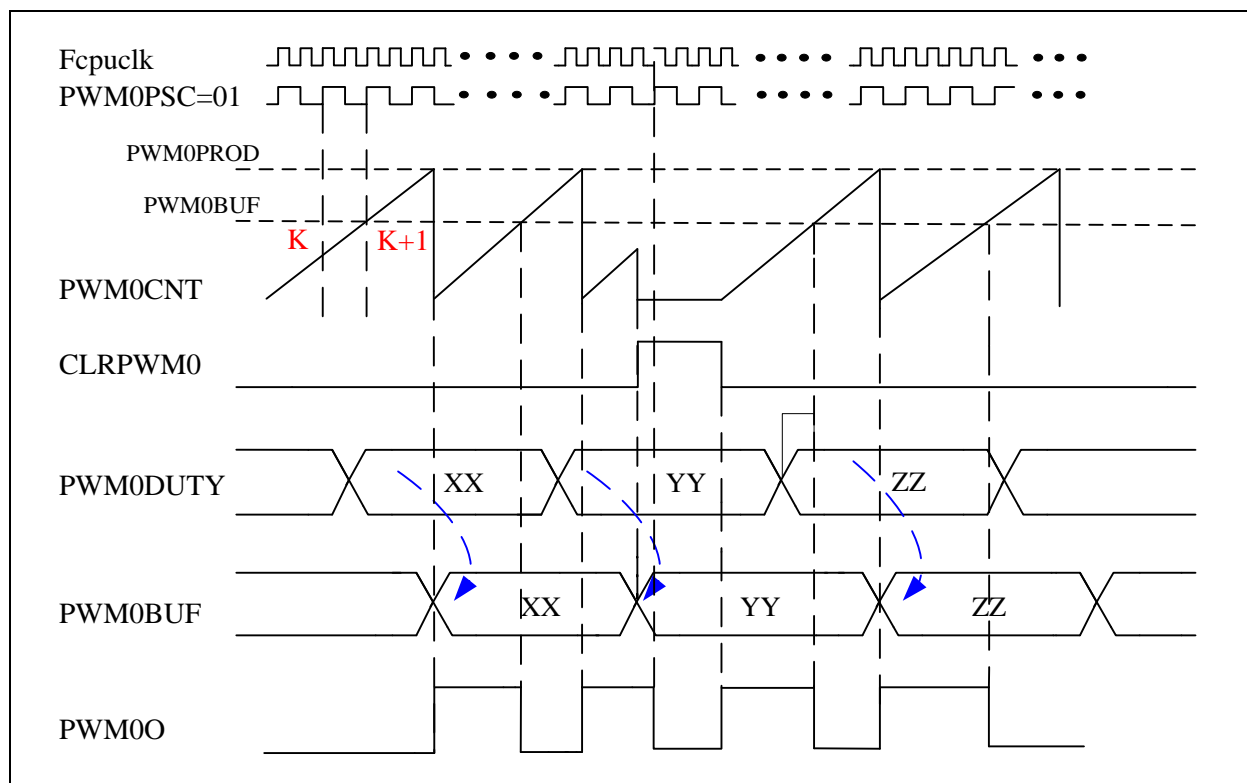 Fcpuclk
PWM0PSC=01
PWM0PROD
PWM0BUF
K K+1
PWM0CNT
CLRPWM0
PWM0DUTY XX YY ZZ
PWM0BUF XX YY ZZ
PWM0O